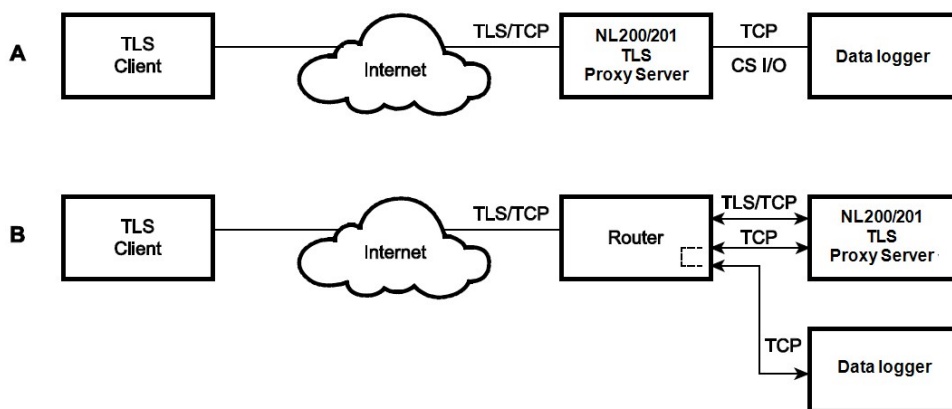 A
TLS
Client
Internet
TLS/TCP
NL200/201
TLS
Proxy Server
TCP
CS I/O
Data logger
B
TLS
Client
Internet
TLS/TCP
Router
TLS/TCP
TCP
NL200/201
TLS
Proxy Server
TCP
Data logger